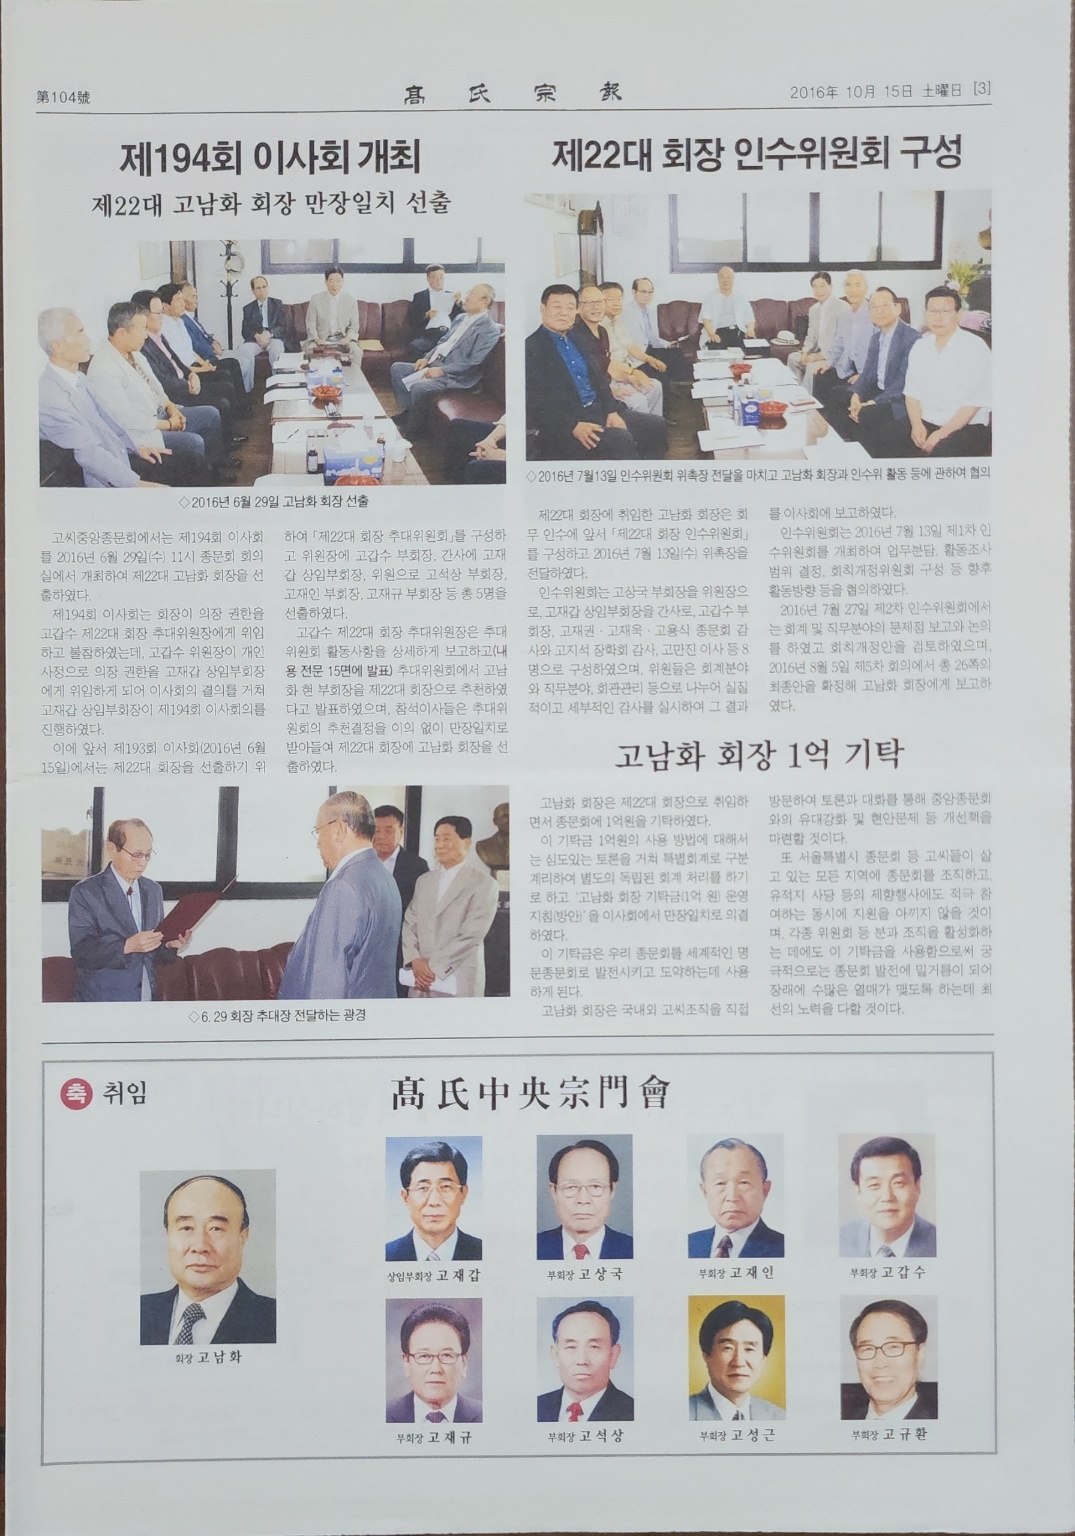 第104號
髙氏宗報
2016年 10月 15日 土曜日 [3]
제194회 이사회 개최
제22대 고남화 회장 만장일치 선출
◇2016년 6월 29일 고남화 회장 선출
고씨중앙종문회에서는 제194회 이사회
를 2016년 6월 29일(수) 11시 종문회 회의
실에서 개최하여 제22대 고남화 회장을 선
출하였다.
제194회 이사회는 회장이 의장 권한을
고갑수 제22대 회장 추대위원장에게 위임
하고 불참하였는데, 고갑수 위원장이 개인
사정으로 의장 권한을 고재갑 상임부회장
에게 위임하게 되어 이사회의 결의를 거쳐
고재갑 상임부회장이 제194회 이사회의를
진행하였다.
이에 앞서 제193회 이사회(2016년 6월
15일)에서는 제22대 회장을 선출하기 위
하여 「제22대 회장 추대위원회」를 구성하
고 위원장에 고갑수 부회장, 간사에 고재
갑 상임부회장, 위원으로 고석상 부회장,
고재인 부회장, 고재규 부회장 등 총 5명을
선출하였다.
고갑수 제22대 회장 추대위원장은 추대
위원회 활동사항을 상세하게 보고하고(내
용 전문 15면에 발표) 추대위원회에서 고남
화 현 부회장을 제22대 회장으로 추천하였
다고 발표하였으며, 참석이사들은 추대위
원회의 추천결정을 이의 없이 만장일치로
받아들여 제22대 회장에 고남화 회장을 선
출하였다.
◇6. 29 회장 추대장 전달하는 광경
제22대 회장 인수위원회 구성
◇2016년 7월13일 인수위원회 위촉장 전달을 마치고 고남화 회장과 인수위 활동 등에 관하여 협의
제22대 회장에 취임한 고남화 회장은 회
무 인수에 앞서 「제22대 회장 인수위원회」
를 구성하고 2016년 7월 13일(수) 위촉장을
전달하였다.
인수위원회는 고상국 부회장을 위원장으
로, 고재갑 상임부회장을 간사로, 고갑수 부
회장, 고재권·고재욱·고용식 종문회 감
사와 고지석 장학회 감사, 고만진 이사 등 8
명으로 구성하였으며, 위원들은 회계분야
와 직무분야, 회관관리 등으로 나누어 실질
적이고 세부적인 감사를 실시하여 그 결과
를 이사회에 보고하였다.
인수위원회는 2016년 7월 13일 제1차 인
수위원회를 개최하여 업무분담, 활동조사
범위 결정, 회칙개정위원회 구성 등 향후
활동방향 등을 협의하였다.
2016년 7월 27일 제2차 인수위원회에서
는 회계 및 직무분야의 문제점 보고와 논의
를 하였고 회칙개정안을 검토하였으며,
2016년 8월 5일 제5차 회의에서 총 26쪽의
최종안을 확정해 고남화 회장에게 보고하
였다.
고남화 회장 1억 기탁
고남화 회장은 제22대 회장으로 취임하
면서 종문회에 1억원을 기탁하였다.
이 기탁금 1억원의 사용 방법에 대해서
는 심도있는 토론을 거쳐 특별회계로 구분
계리하여 별도의 독립된 회계 처리를 하기
로 하고 '고남화 회장 기탁금(1억 원) 운영
지침(방안)'을 이사회에서 만장일치로 의결
하였다.
이 기탁금은 우리 종문회를 세계적인 명
문종문회로 발전시키고 도약하는데 사용
하게 된다.
고남화 회장은 국내외 고씨조직을 직접
방문하여 토론과 대화를 통해 중앙종문회
와의 유대강화 및 현안문제 등 개선책을
마련할 것이다.
또 서울특별시 종문회 등 고씨들이 살
고 있는 모든 지역에 종문회를 조직하고,
유적지 사당 등의 제향행사에도 적극 참
여하는 동시에 지원을 아끼지 않을 것이
며, 각종 위원회 등 분과 조직을 활성화하
는 데에도 이 기탁금을 사용함으로써 궁
극적으로는 종문회 발전에 밑거름이 되어
장래에 수많은 열매가 맺도록 하는데 최
선의 노력을 다할 것이다.
축 취임
髙氏中央宗門會
회장 고남화
상임부회장 고재갑
부회장 고상국
부회장 고재인
부회장 고갑수
부회장 고재규
부회장 고석상
부회장 고성근
부회장 고규환